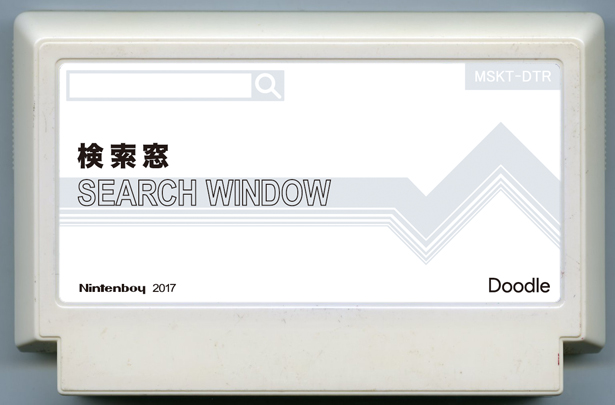 MSKT-DTR
検索窓
SEARCH WINDOW
Nintenboy 2017
Doodle